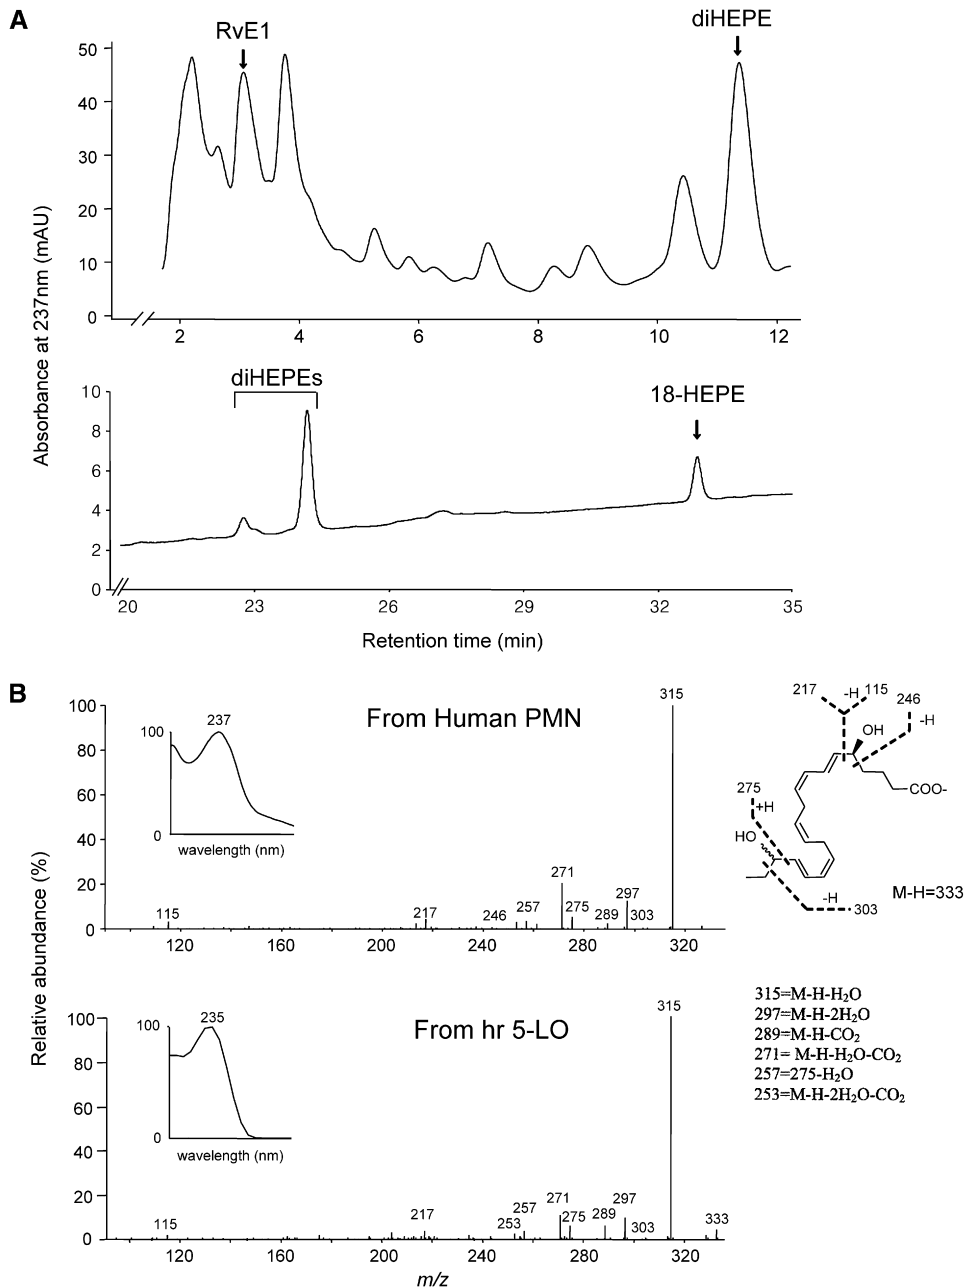 A
RvE1
diHEPE
50
40
30
20
10
0
2 4 6 8 10 12
Absorbance at 237nm (mAU)
diHEPEs
18-HEPE
10
8
6
4
2
0
20 23 26 29 32 35
Retention time (min)
B
From Human PMN
100
80
60
40
20
0
237
100
0
wavelength (nm)
115
217
246
257
271
275
289
297
303
315
120 160 200 240 280 320
217 -H 115 246
-H
OH
COO-
275
+H
HO
-H
303
M-H=333
Relative abundance (%)
From hr 5-LO
100
80
60
40
20
0
235
100
0
wavelength (nm)
115
217
253
257
271
275
289
297
303
315
333
120 160 200 240 280 320
m/z
315=M-H-H₂O
297=M-H-2H₂O
289=M-H-CO₂
271= M-H-H₂O-CO₂
257=275-H₂O
253=M-H-2H₂O-CO₂